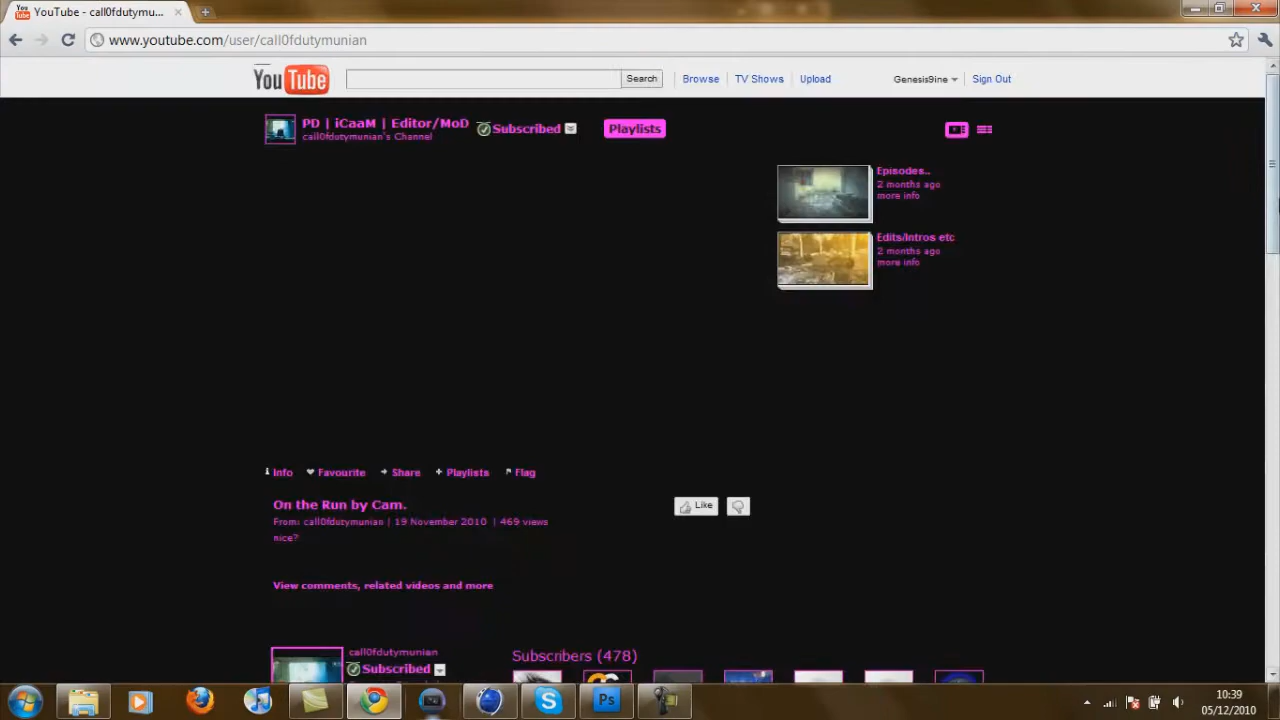 YouTube - call0fdutymu...
www.youtube.com/user/call0fdutymunian
YouTube
Search
Browse
TV Shows
Upload
Genesis9ine
Sign Out
PD | iCaaM | Editor/MoD
call0fdutymunian's Channel
Subscribed
Playlists
Episodes..
2 months ago
more info
Edits/Intros etc
2 months ago
more info
Info
Favourite
Share
Playlists
Flag
On the Run by Cam.
Like
From: call0fdutymunian | 19 November 2010 | 469 views
nice?
View comments, related videos and more
call0fdutymunian
Subscribed
Subscribers (478)
Ps
10:39
05/12/2010